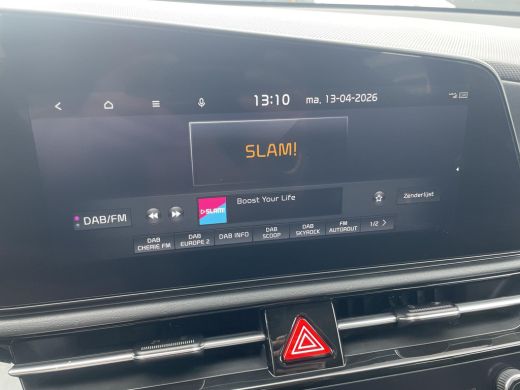 13:10 ma, 13-04-2026
SLAM!
SLAM!
Boost Your Life
DAB/FM
Zenderlijst
DAB CHERIE FM
DAB EUROPE 2
DAB INFO
DAB SCOOP
DAB SKYROCK
FM AUTOROUT
1/2